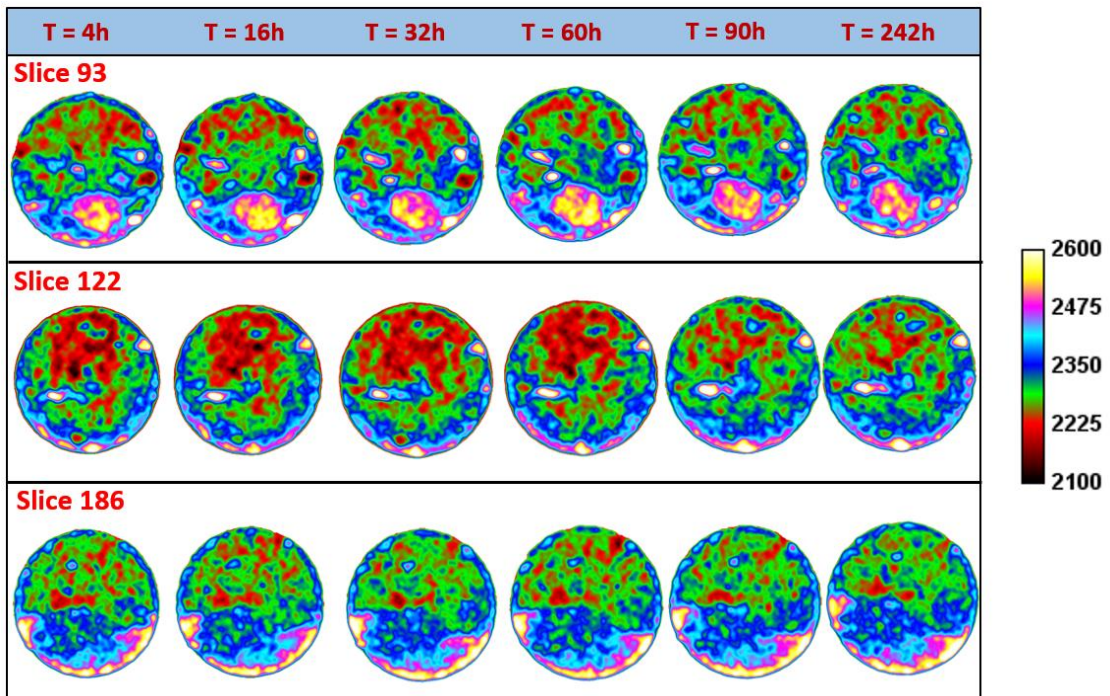 T = 4h T = 16h T = 32h T = 60h T = 90h T = 242h
Slice 93
Slice 122
Slice 186
2600
2475
2350
2225
2100